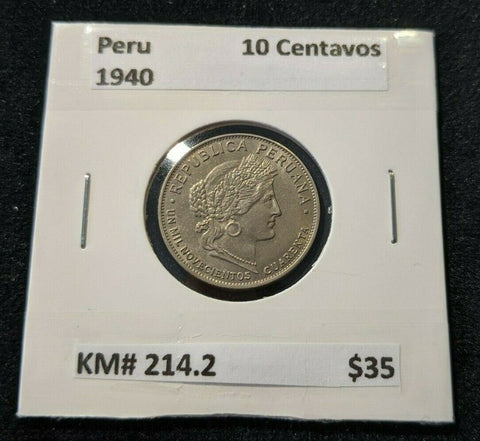 Peru 10 Centavos
1940
· REPUBLICA PERUANA ·
UN MIL NOVECIENTOS CUARENTA
KM# 214.2 $35